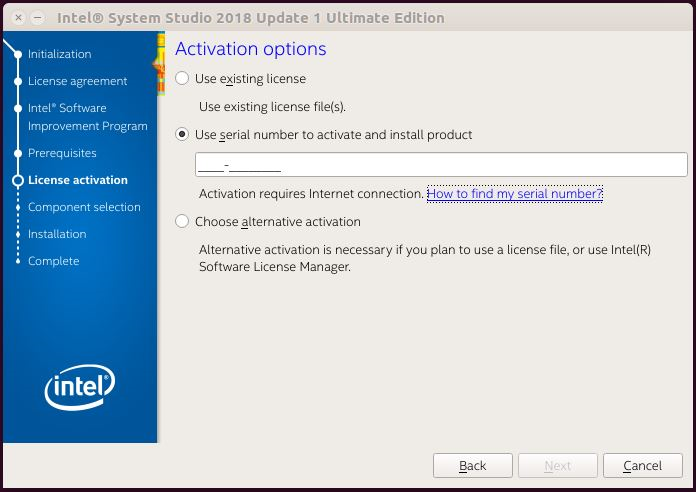 Intel® System Studio 2018 Update 1 Ultimate Edition
Initialization
License agreement
Intel® Software
Improvement Program
Prerequisites
License activation
Component selection
Installation
Complete
intel®
Activation options
Use existing license
Use existing license file(s).
Use serial number to activate and install product
____-________
Activation requires Internet connection. How to find my serial number?
Choose alternative activation
Alternative activation is necessary if you plan to use a license file, or use Intel(R)
Software License Manager.
Back
Next
Cancel